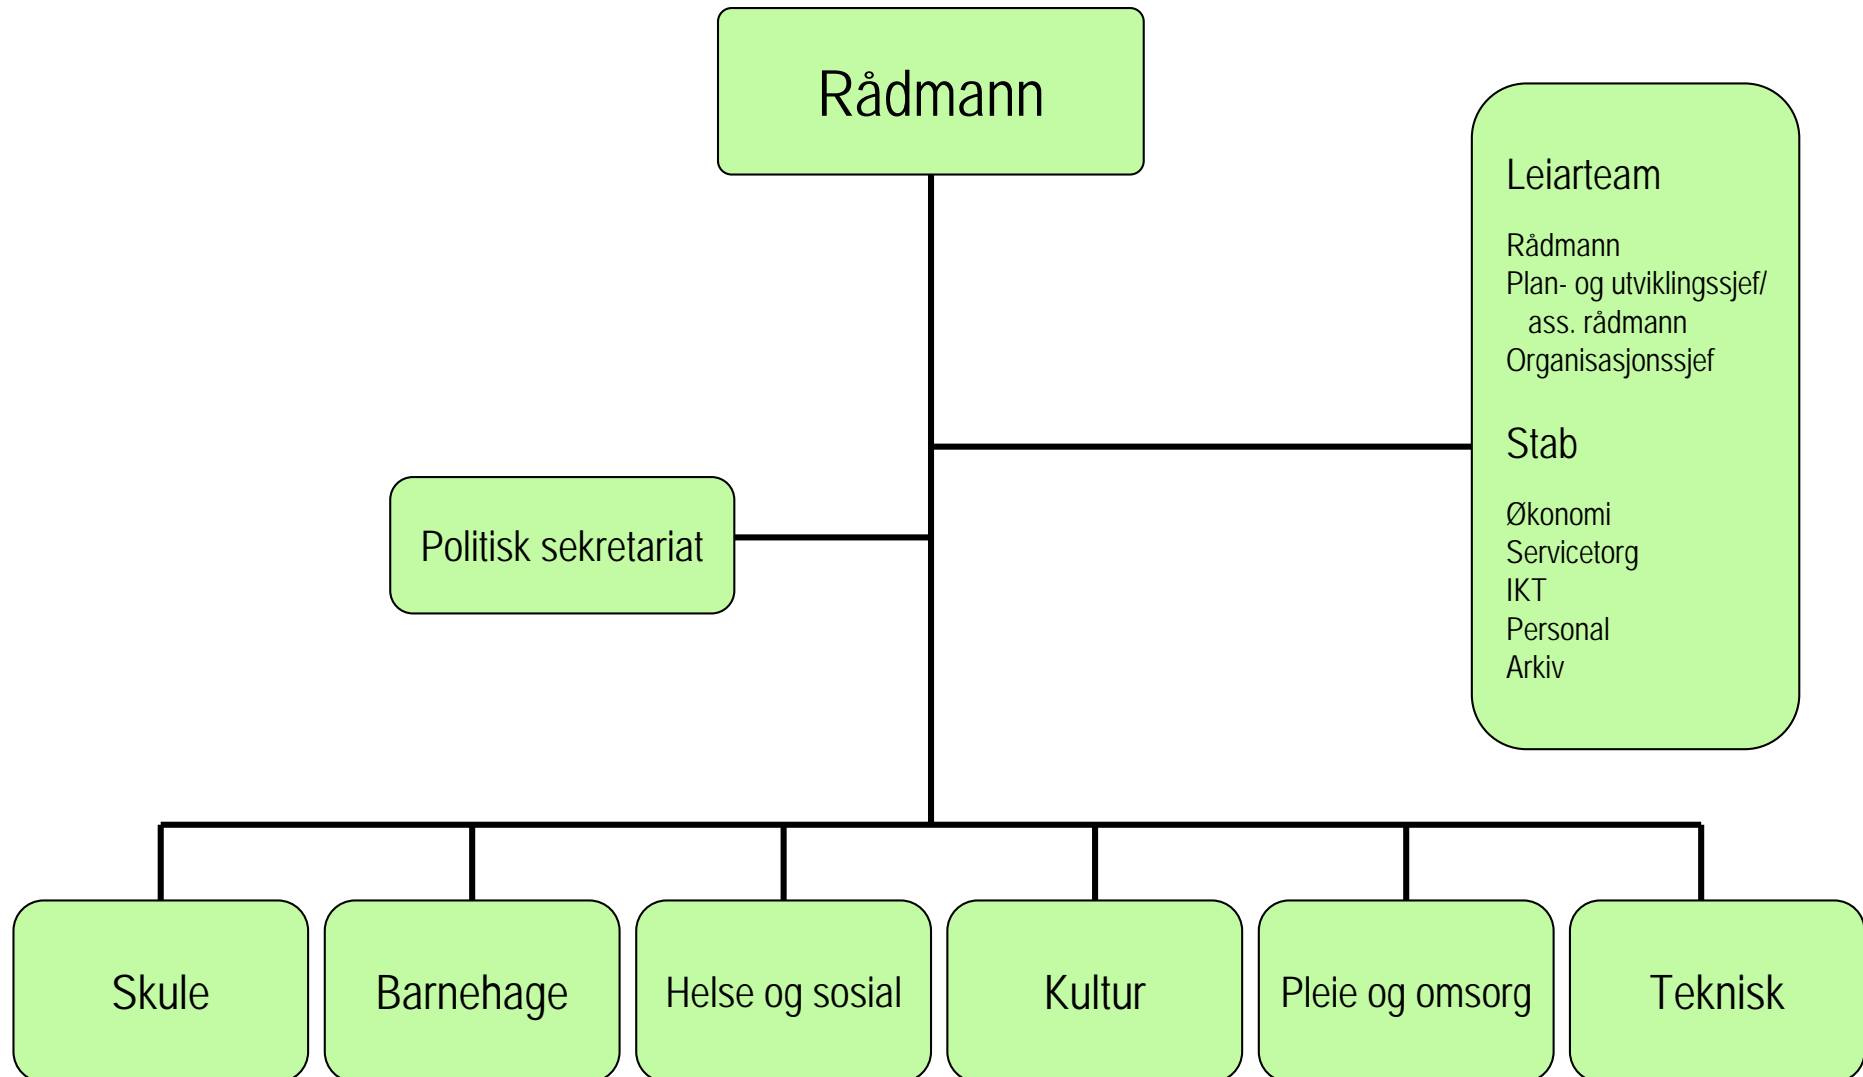 Rådmann
Leiarteam
Rådmann
Plan- og utviklingssjef/
ass. rådmann
Organisasjonssjef
Stab
Økonomi
Servicetorg
IKT
Personal
Arkiv
Politisk sekretariat
Skule
Barnehage
Helse og sosial
Kultur
Pleie og omsorg
Teknisk